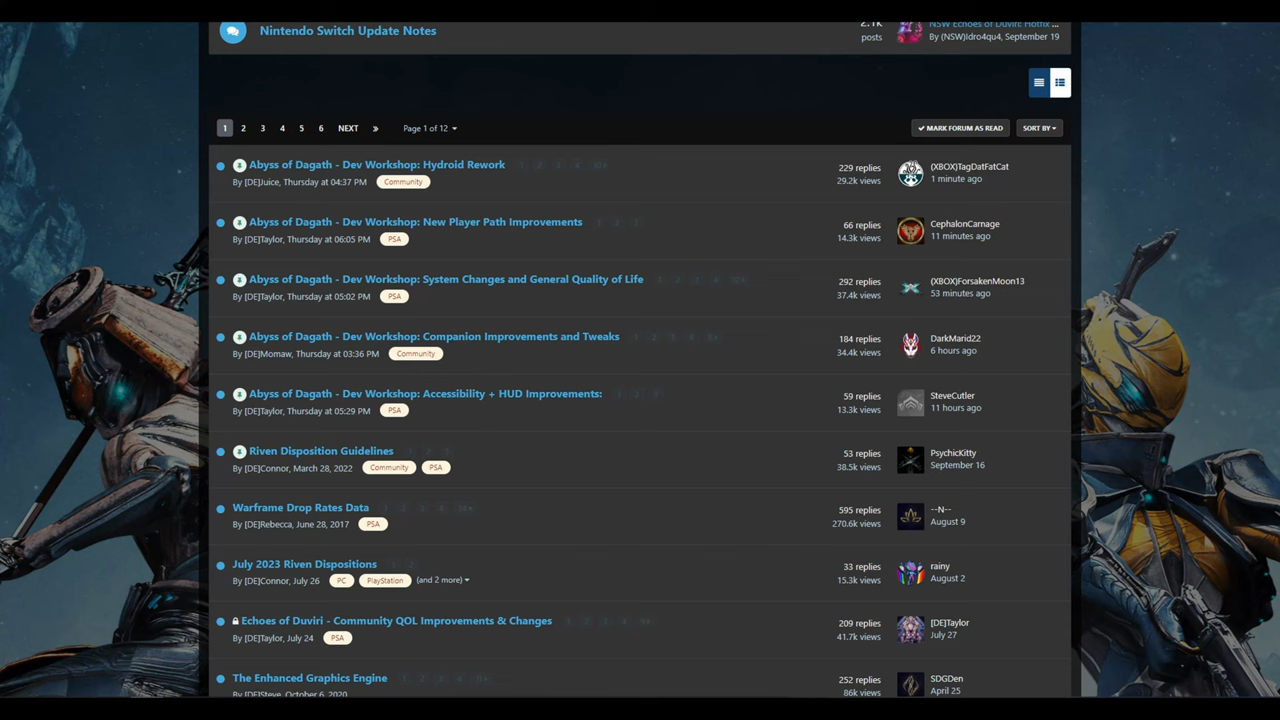 Nintendo Switch Update Notes
2.1k
posts
NSW Echoes of Duviri: Hotfix ...
By (NSW)Idro4qu4, September 19
1 2 3 4 5 6 NEXT » Page 1 of 12
MARK FORUM AS READ SORT BY
Abyss of Dagath - Dev Workshop: Hydroid Rework
By [DE]Juice, Thursday at 04:37 PM Community
229 replies
29.2k views
(XBOX)TagDatFatCat
1 minute ago
Abyss of Dagath - Dev Workshop: New Player Path Improvements
By [DE]Taylor, Thursday at 06:05 PM PSA
66 replies
14.3k views
CephalonCarnage
11 minutes ago
Abyss of Dagath - Dev Workshop: System Changes and General Quality of Life
By [DE]Taylor, Thursday at 05:02 PM PSA
292 replies
37.4k views
(XBOX)ForsakenMoon13
53 minutes ago
Abyss of Dagath - Dev Workshop: Companion Improvements and Tweaks
By [DE]Momaw, Thursday at 03:36 PM Community
184 replies
34.4k views
DarkMarid22
6 hours ago
Abyss of Dagath - Dev Workshop: Accessibility + HUD Improvements:
By [DE]Taylor, Thursday at 05:29 PM PSA
59 replies
13.3k views
SteveCutler
11 hours ago
Riven Disposition Guidelines
By [DE]Connor, March 28, 2022 Community PSA
53 replies
38.5k views
PsychicKitty
September 16
Warframe Drop Rates Data
By [DE]Rebecca, June 28, 2017 PSA
595 replies
270.6k views
--N--
August 9
July 2023 Riven Dispositions
By [DE]Connor, July 26 PC PlayStation (and 2 more)
33 replies
15.3k views
rainy
August 2
Echoes of Duviri - Community QOL Improvements & Changes
By [DE]Taylor, July 24 PSA
209 replies
41.7k views
[DE]Taylor
July 27
The Enhanced Graphics Engine
By [DE]Steve, October 6, 2020
252 replies
86k views
SDGDen
April 25